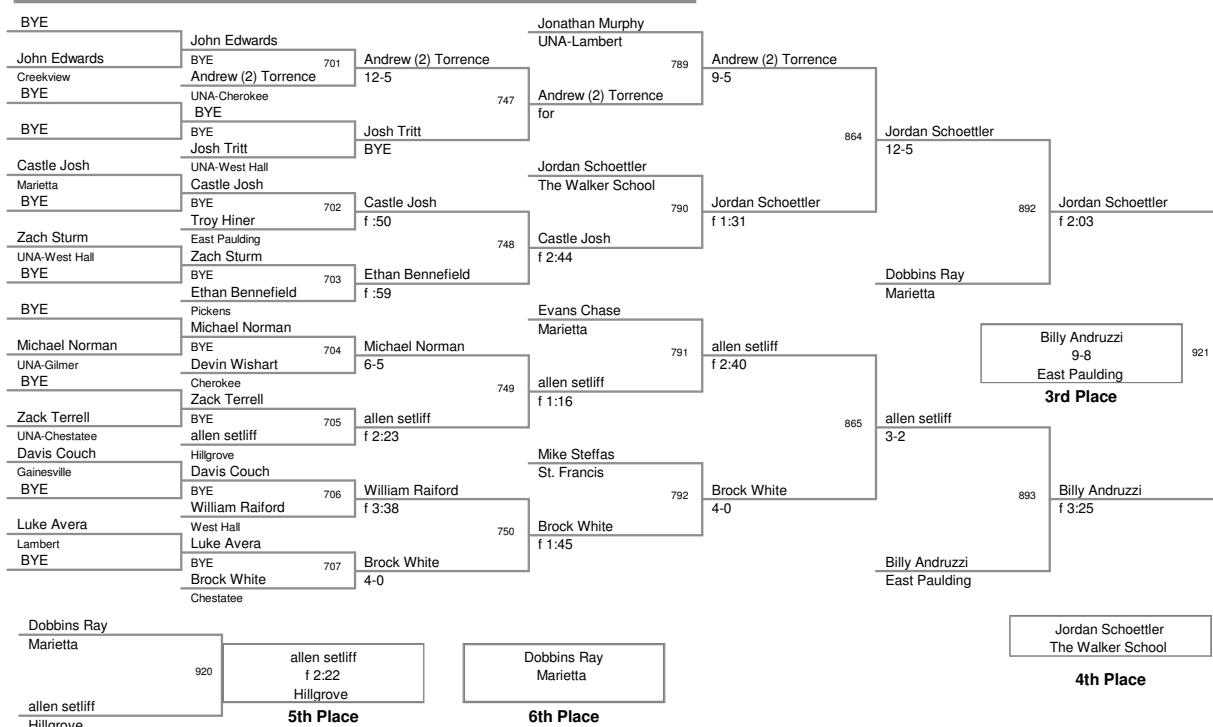 BYE
John Edwards
Creekview
BYE
BYE
Castle Josh
Marietta
BYE
Zach Sturm
UNA-West Hall
BYE
BYE
Michael Norman
UNA-Gilmer
BYE
Zack Terrell
UNA-Chestatee
Davis Couch
Gainesville
BYE
Luke Avera
Lambert
BYE
John Edwards
BYE
701
Andrew (2) Torrence
UNA-Cherokee
BYE
BYE
Josh Tritt
UNA-West Hall
Castle Josh
BYE
702
Troy Hiner
East Paulding
Zach Sturm
BYE
703
Ethan Bennefield
Pickens
Michael Norman
BYE
704
Devin Wishart
Cherokee
Zack Terrell
BYE
705
allen setliff
Hillgrove
Davis Couch
BYE
706
William Raiford
West Hall
Luke Avera
BYE
707
Brock White
Chestatee
Andrew (2) Torrence
12-5
747
Josh Tritt
BYE
Castle Josh
f :50
748
Ethan Bennefield
f :59
Michael Norman
6-5
749
allen setliff
f 2:23
William Raiford
f 3:38
750
Brock White
4-0
Jonathan Murphy
UNA-Lambert
789
Andrew (2) Torrence
for
Jordan Schoettler
The Walker School
790
Castle Josh
f 2:44
Evans Chase
Marietta
791
allen setliff
f 1:16
Mike Steffas
St. Francis
792
Brock White
f 1:45
Andrew (2) Torrence
9-5
864
Jordan Schoettler
f 1:31
allen setliff
f 2:40
865
Brock White
4-0
Jordan Schoettler
12-5
892
Dobbins Ray
Marietta
allen setliff
3-2
893
Billy Andruzzi
East Paulding
Jordan Schoettler
f 2:03
Billy Andruzzi
9-8
East Paulding
921
3rd Place
Billy Andruzzi
f 3:25
Jordan Schoettler
The Walker School
4th Place
Dobbins Ray
Marietta
920
allen setliff
Hillgrove
allen setliff
f 2:22
Hillgrove
5th Place
Dobbins Ray
Marietta
6th Place